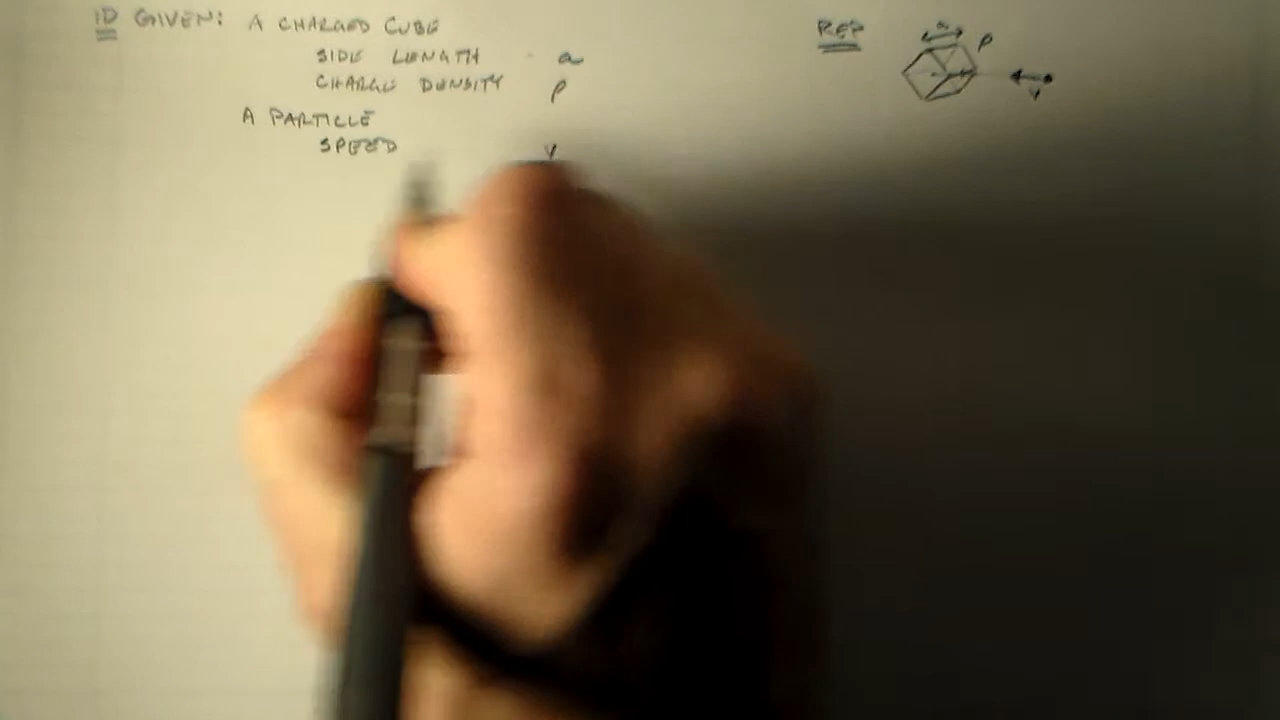 ID GIVEN: A CHARGED CUBE
SIDE LENGTH - a
CHARGE DENSITY ρ
A PARTICLE
SPEED v
REP
a
ρ
v